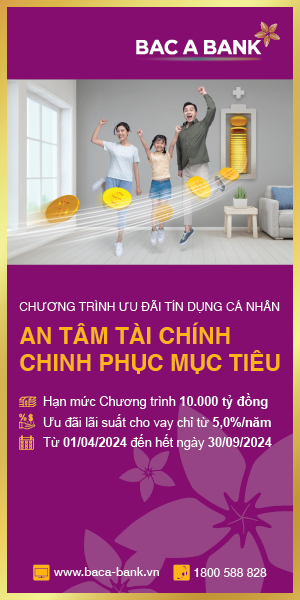 BAC A BANK
CHƯƠNG TRÌNH ƯU ĐÃI TÍN DỤNG CÁ NHÂN
AN TÂM TÀI CHÍNH
CHINH PHỤC MỤC TIÊU
Hạn mức Chương trình 10.000 tỷ đồng
Ưu đãi lãi suất cho vay chỉ từ 5,0%/năm
Từ 01/04/2024 đến hết ngày 30/09/2024
www.baca-bank.vn 1800 588 828